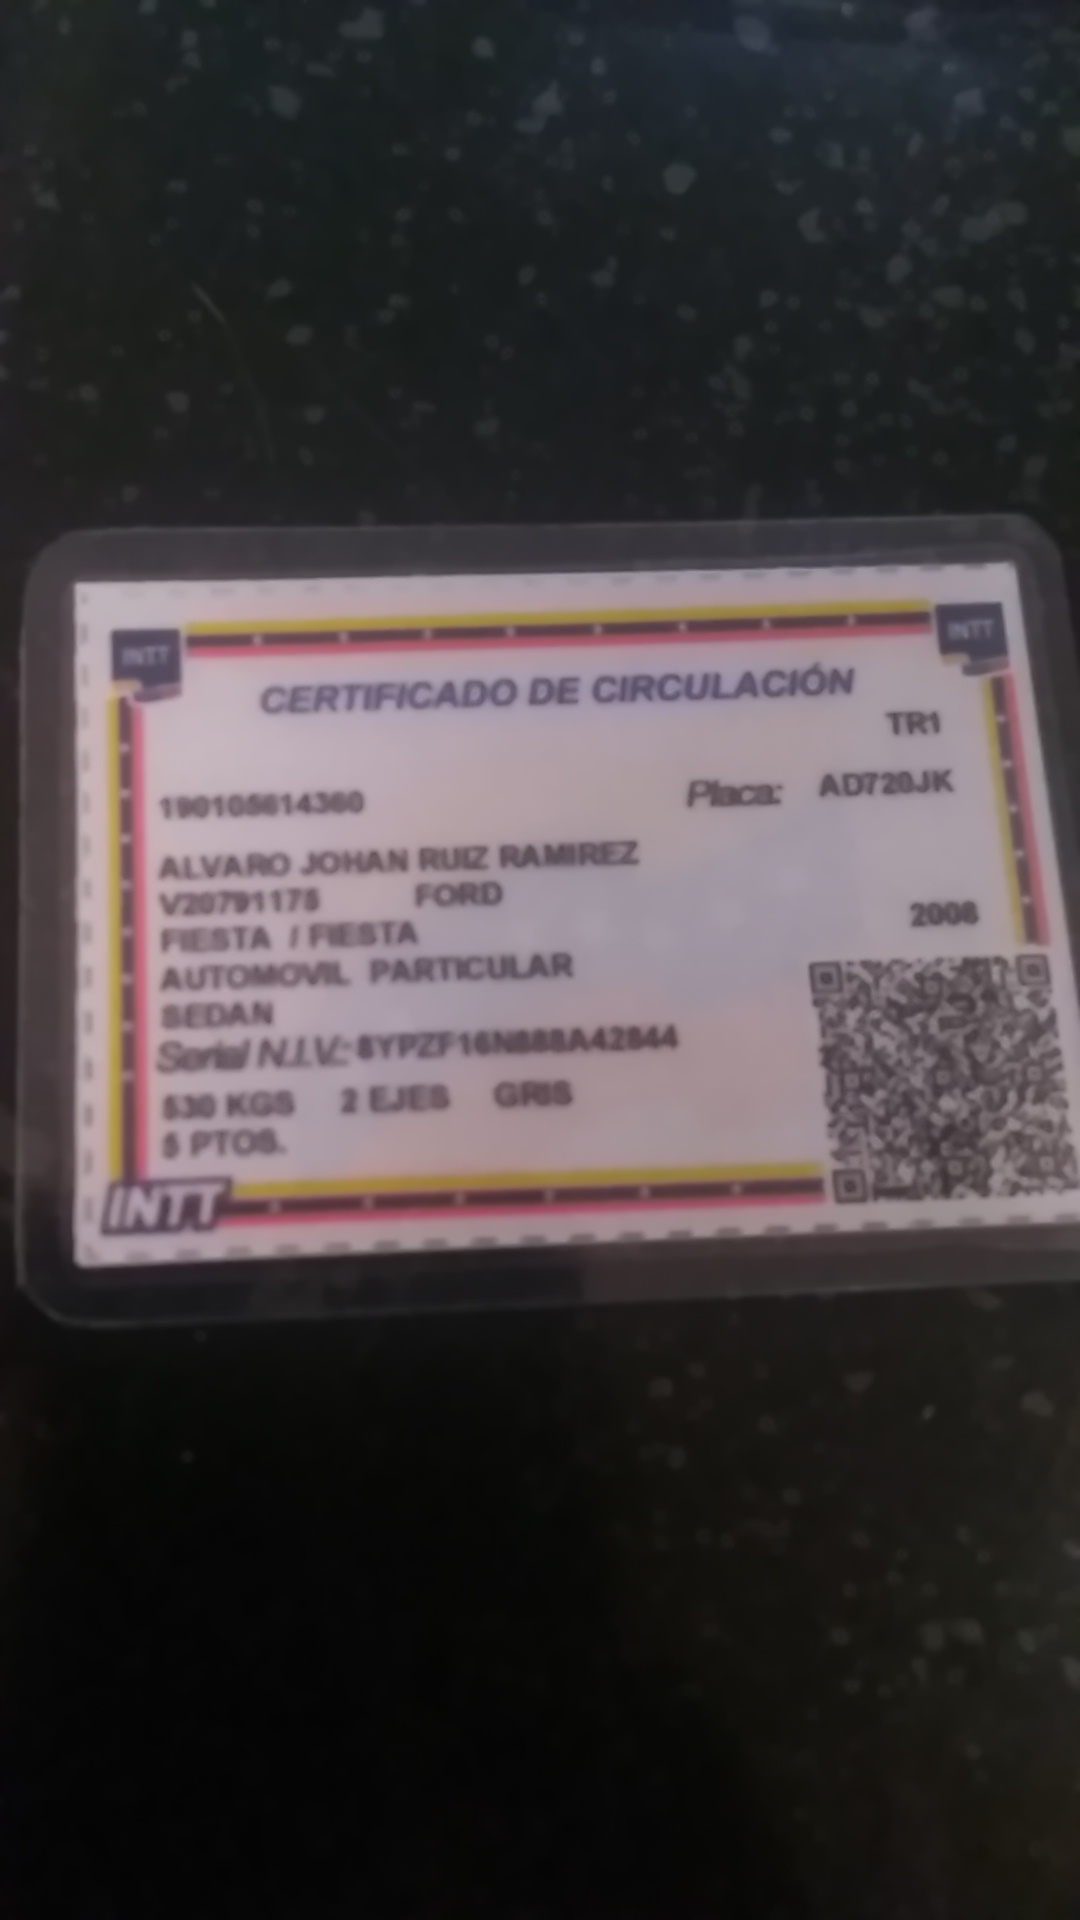 INTT
INTT
CERTIFICADO DE CIRCULACIÓN
TR1
190105614360 Placa: AD720JK
ALVARO JOHAN RUIZ RAMIREZ
V20791175 FORD
FIESTA / FIESTA 2008
AUTOMOVIL PARTICULAR
SEDAN
Serial N.I.V.: 8YPZF16N888A42844
530 KGS 2 EJES GRIS
5 PTOS.
INTT